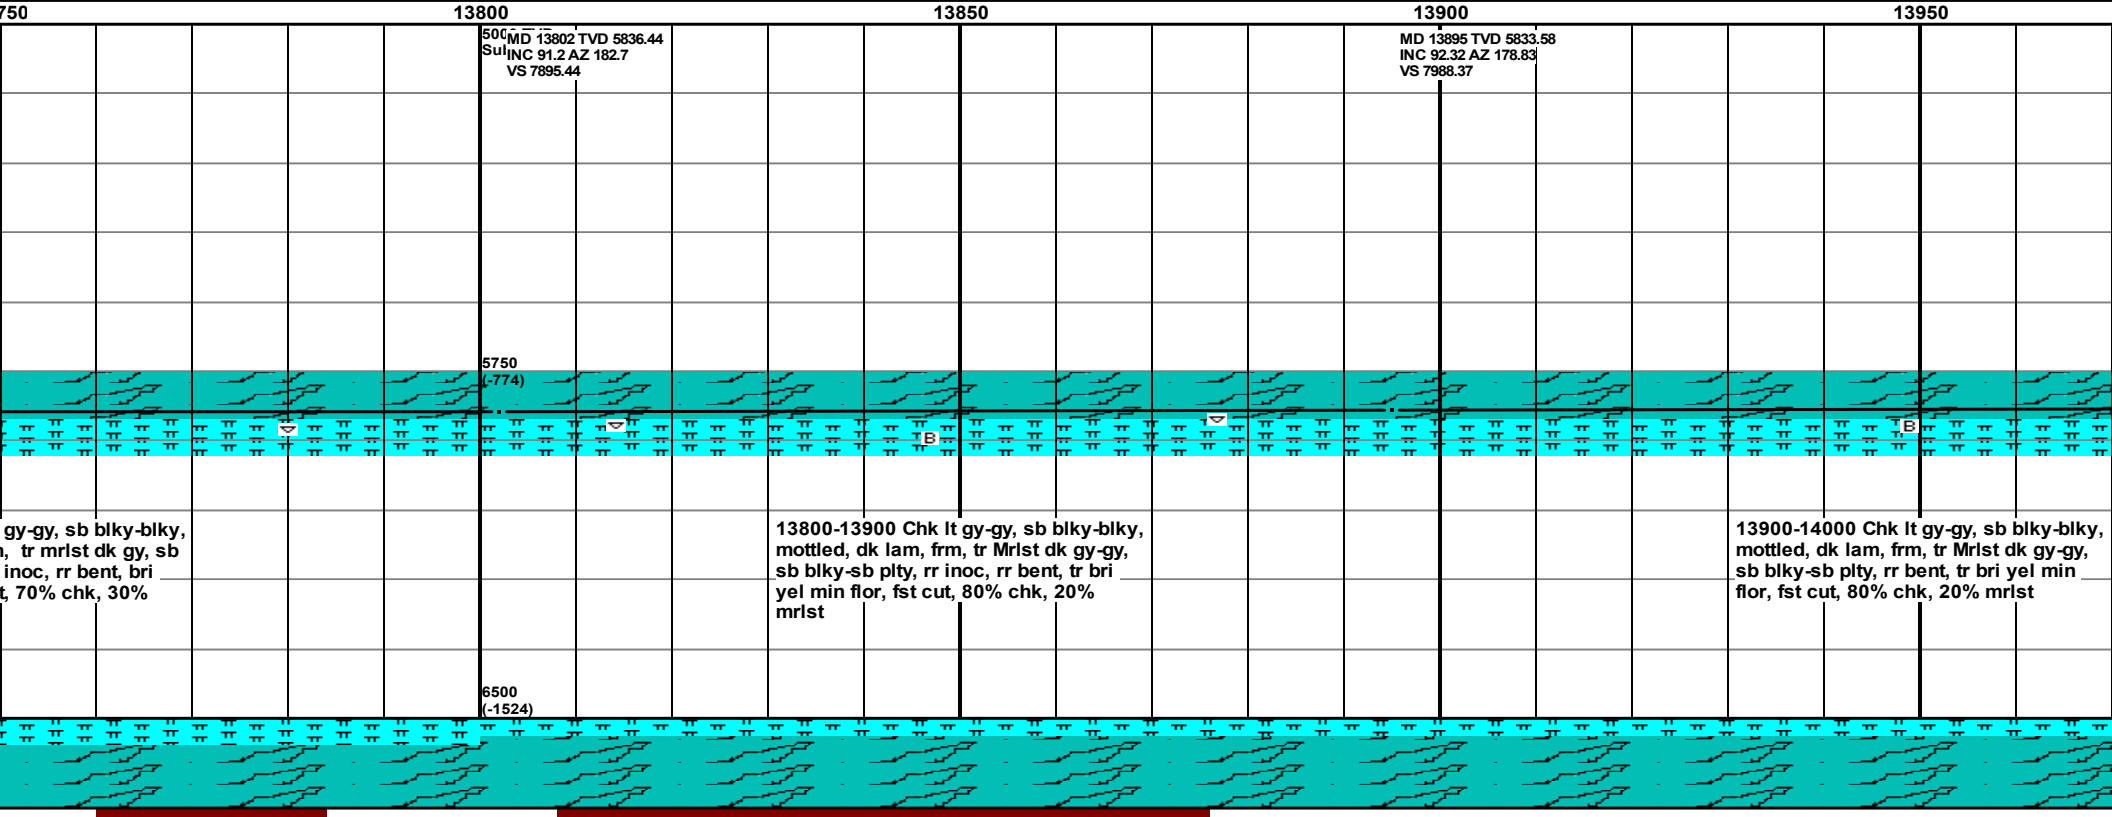 13800
13850
13900
13950
MD 13802 TVD 5836.44
INC 91.2 AZ 182.7
VS 7895.44
MD 13895 TVD 5833.58
INC 92.32 AZ 178.83
VS 7988.37
5750
(-774)
B
B
gy-gy, sb blky-blky,
tr mrlst dk gy, sb
inoc, rr bent, bri
70% chk, 30%
13800-13900 Chk lt gy-gy, sb blky-blky,
mottled, dk lam, frm, tr Mrlst dk gy-gy,
sb blky-sb plty, rr inoc, rr bent, tr bri
yel min flor, fst cut, 80% chk, 20%
mrlst
13900-14000 Chk lt gy-gy, sb blky-blky,
mottled, dk lam, frm, tr Mrlst dk gy-gy,
sb blky-sb plty, rr bent, tr bri yel min
flor, fst cut, 80% chk, 20% mrlst
6500
(-1524)